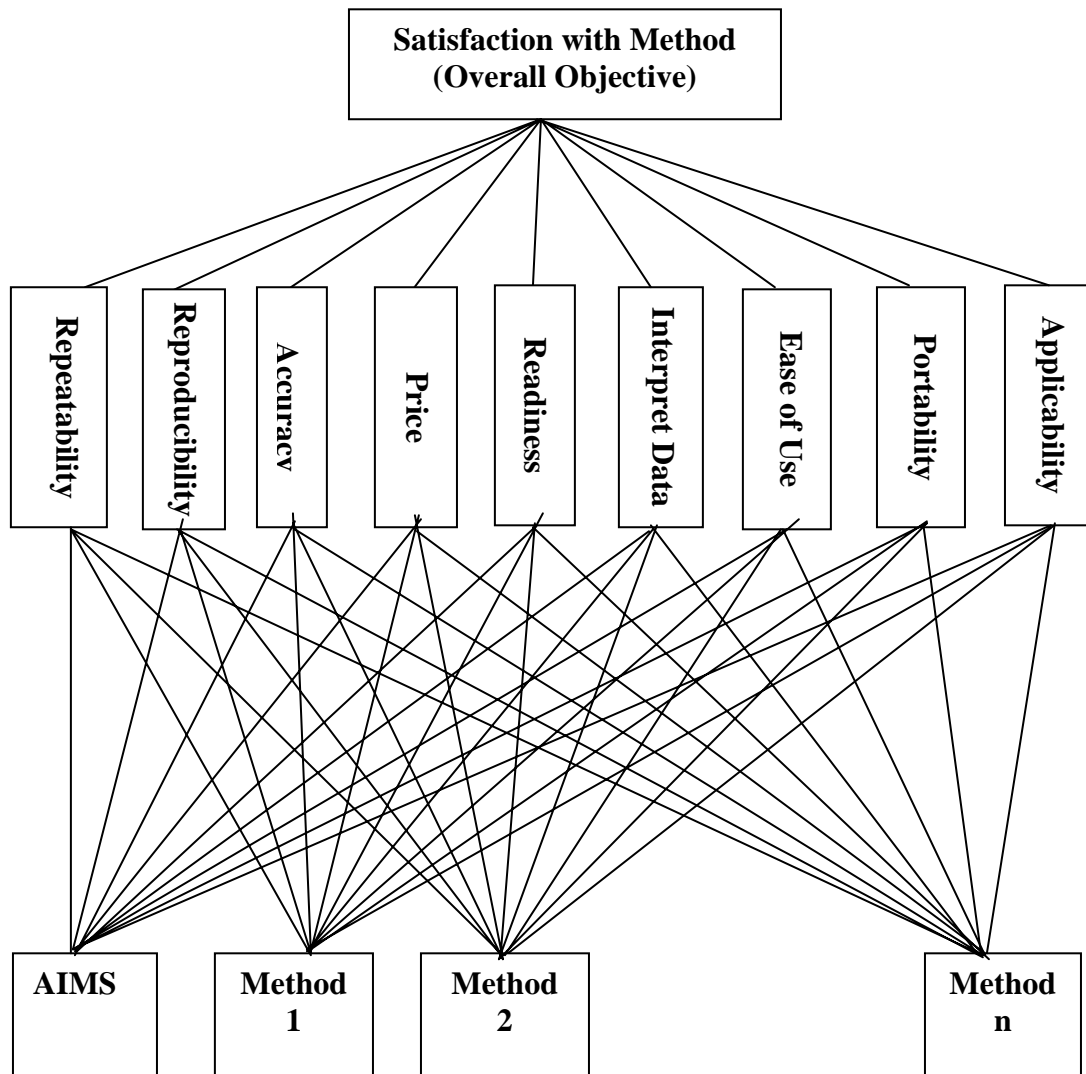 Satisfaction with Method
(Overall Objective)
Repeatability
Reproducibility
Accuracy
Price
Readiness
Interpret Data
Ease of Use
Portability
Applicability
AIMS
Method
1
Method
2
Method
n